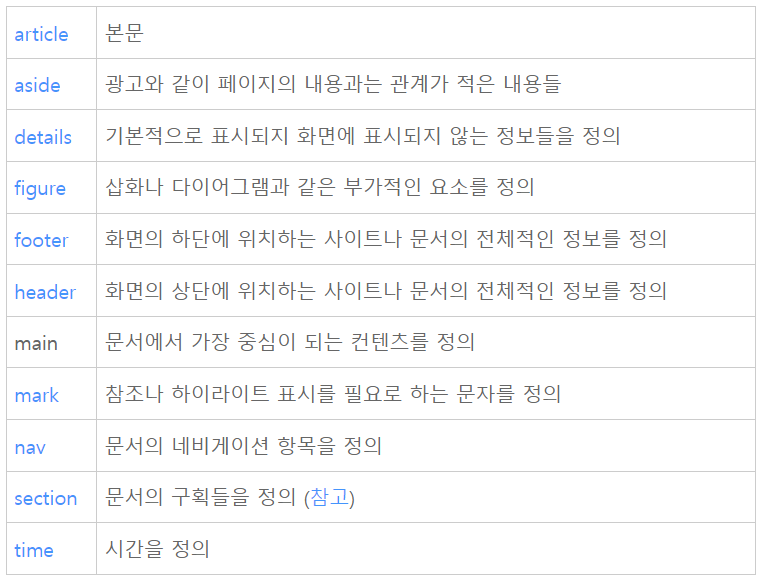 article 본문
aside 광고와 같이 페이지의 내용과는 관계가 적은 내용들
details 기본적으로 표시되지 화면에 표시되지 않는 정보들을 정의
figure 삽화나 다이어그램과 같은 부가적인 요소를 정의
footer 화면의 하단에 위치하는 사이트나 문서의 전체적인 정보를 정의
header 화면의 상단에 위치하는 사이트나 문서의 전체적인 정보를 정의
main 문서에서 가장 중심이 되는 컨텐츠를 정의
mark 참조나 하이라이트 표시를 필요로 하는 문자를 정의
nav 문서의 네비게이션 항목을 정의
section 문서의 구획들을 정의 (참고)
time 시간을 정의